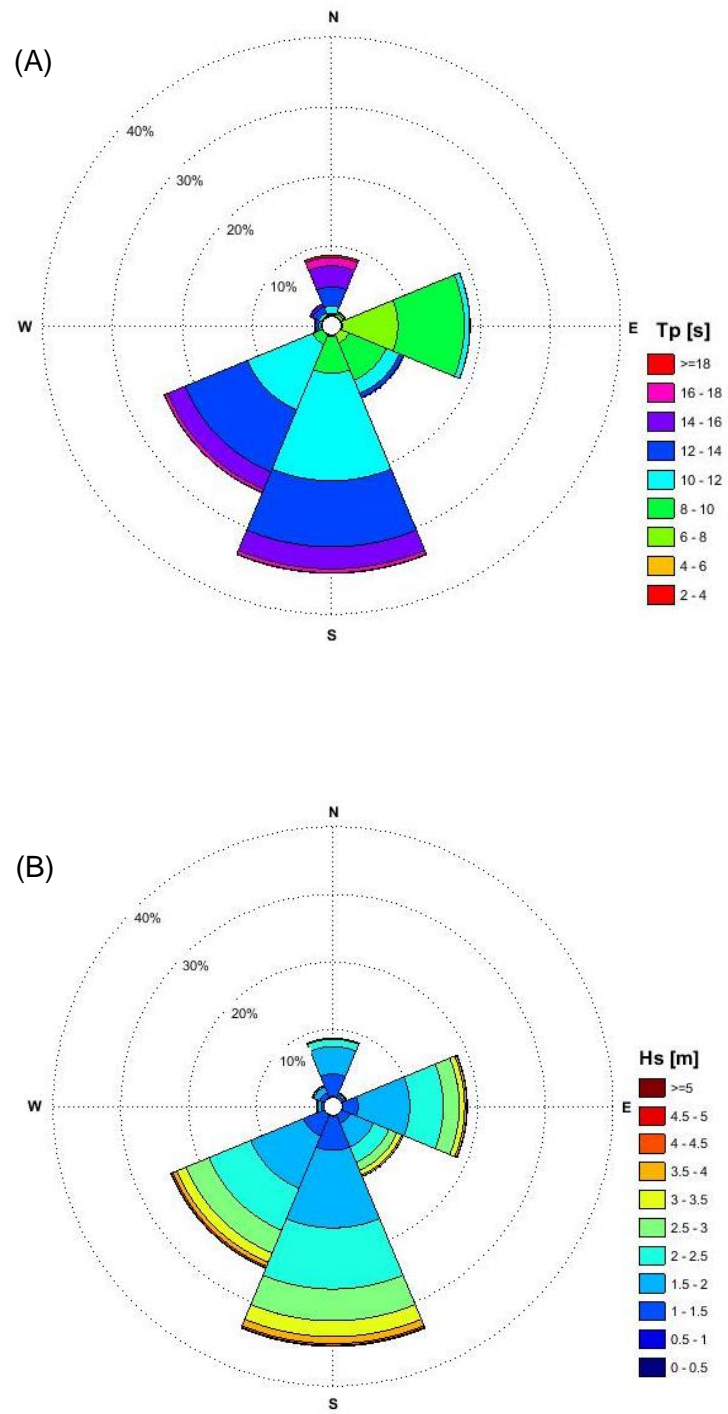 N
(A)
40%
30%
20%
10%
W
E
S
Tp [s]
>=18
16 - 18
14 - 16
12 - 14
10 - 12
8 - 10
6 - 8
4 - 6
2 - 4
N
(B)
40%
30%
20%
10%
W
E
S
Hs [m]
>=5
4.5 - 5
4 - 4.5
3.5 - 4
3 - 3.5
2.5 - 3
2 - 2.5
1.5 - 2
1 - 1.5
0.5 - 1
0 - 0.5